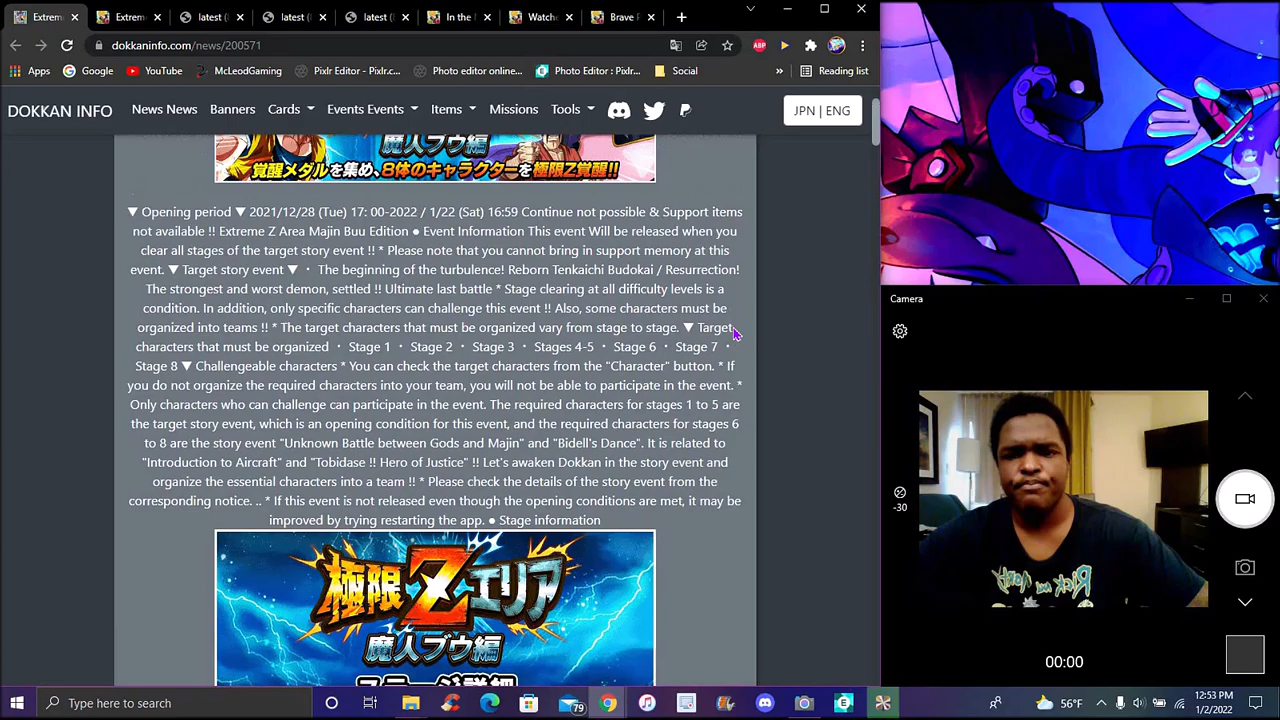 Extrem
Extrem
latest (
latest (
latest (
In the
Watch
Brave F
dokkaninfo.com/news/200571
ABP
Apps
Google
YouTube
McLeodGaming
Pixlr Editor - Pixlr.c...
Photo editor online...
Photo Editor : Pixlr...
Social
»
Reading list
DOKKAN INFO
News News
Banners
Cards
Events Events
Items
Missions
Tools
JPN | ENG
魔人ブウ編
覚醒メダルを集め、8体のキャラクターを極限Z覚醒!!
▼ Opening period ▼ 2021/12/28 (Tue) 17: 00-2022 / 1/22 (Sat) 16:59 Continue not possible & Support items
not available !! Extreme Z Area Majin Buu Edition ● Event Information This event Will be released when you
clear all stages of the target story event !! * Please note that you cannot bring in support memory at this
event. ▼ Target story event ▼ ・ The beginning of the turbulence! Reborn Tenkaichi Budokai / Resurrection!
The strongest and worst demon, settled !! Ultimate last battle * Stage clearing at all difficulty levels is a
condition. In addition, only specific characters can challenge this event !! Also, some characters must be
organized into teams !! * The target characters that must be organized vary from stage to stage. ▼ Target
characters that must be organized ・ Stage 1 ・ Stage 2 ・ Stage 3 ・ Stages 4-5 ・ Stage 6 ・ Stage 7 ・
Stage 8 ▼ Challengeable characters * You can check the target characters from the "Character" button. * If
you do not organize the required characters into your team, you will not be able to participate in the event. *
Only characters who can challenge can participate in the event. The required characters for stages 1 to 5 are
the target story event, which is an opening condition for this event, and the required characters for stages 6
to 8 are the story event "Unknown Battle between Gods and Majin" and "Bidell's Dance". It is related to
"Introduction to Aircraft" and "Tobidase !! Hero of Justice" !! Let's awaken Dokkan in the story event and
organize the essential characters into a team !! * Please check the details of the story event from the
corresponding notice. .. * If this event is not released even though the opening conditions are met, it may be
improved by trying restarting the app. ● Stage information
極限Zエリア
魔人ブウ編
ステージ詳細
Camera
-30
00:00
Type here to search
79
56°F
12:53 PM
1/2/2022